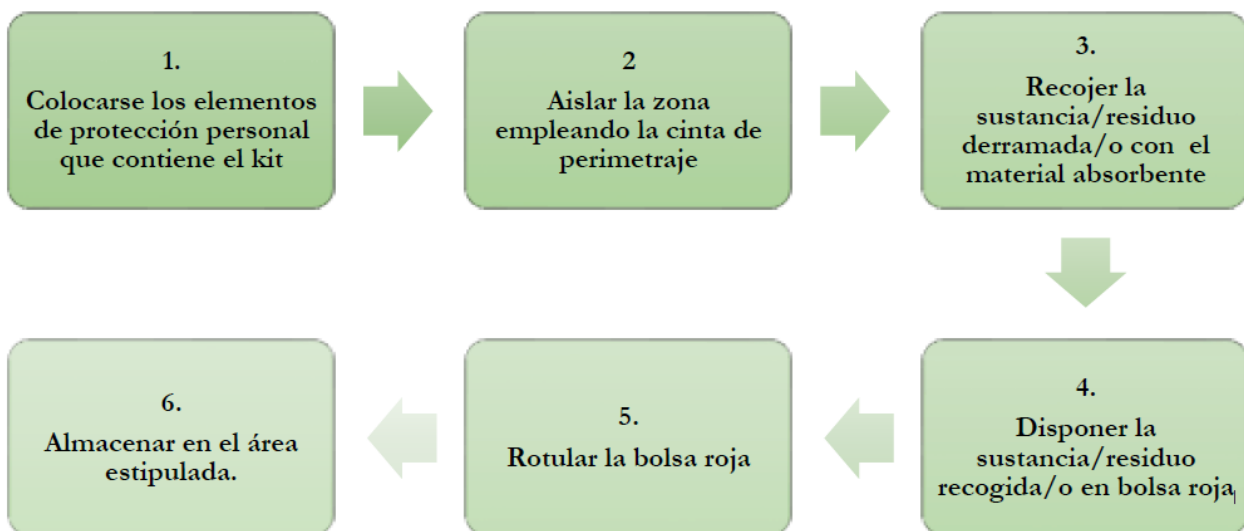 1.
Colocarse los elementos
de protección personal
que contiene el kit
2
Aislar la zona
empleando la cinta de
perimetraje
3.
Recojer la
sustancia/residuo
derramada/o con el
material absorbente
4.
Disponer la
sustancia/residuo
recogida/o en bolsa roja
5.
Rotular la bolsa roja
6.
Almacenar en el área
estipulada.